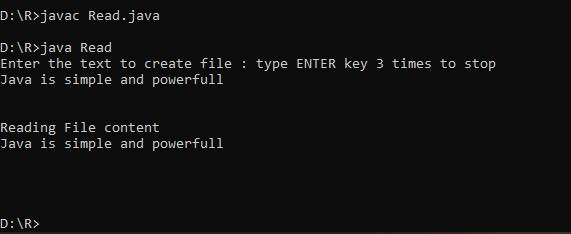 D:\R>javac Read.java
D:\R>java Read
Enter the text to create file : type ENTER key 3 times to stop
Java is simple and powerfull
Reading File content
Java is simple and powerfull
D:\R>